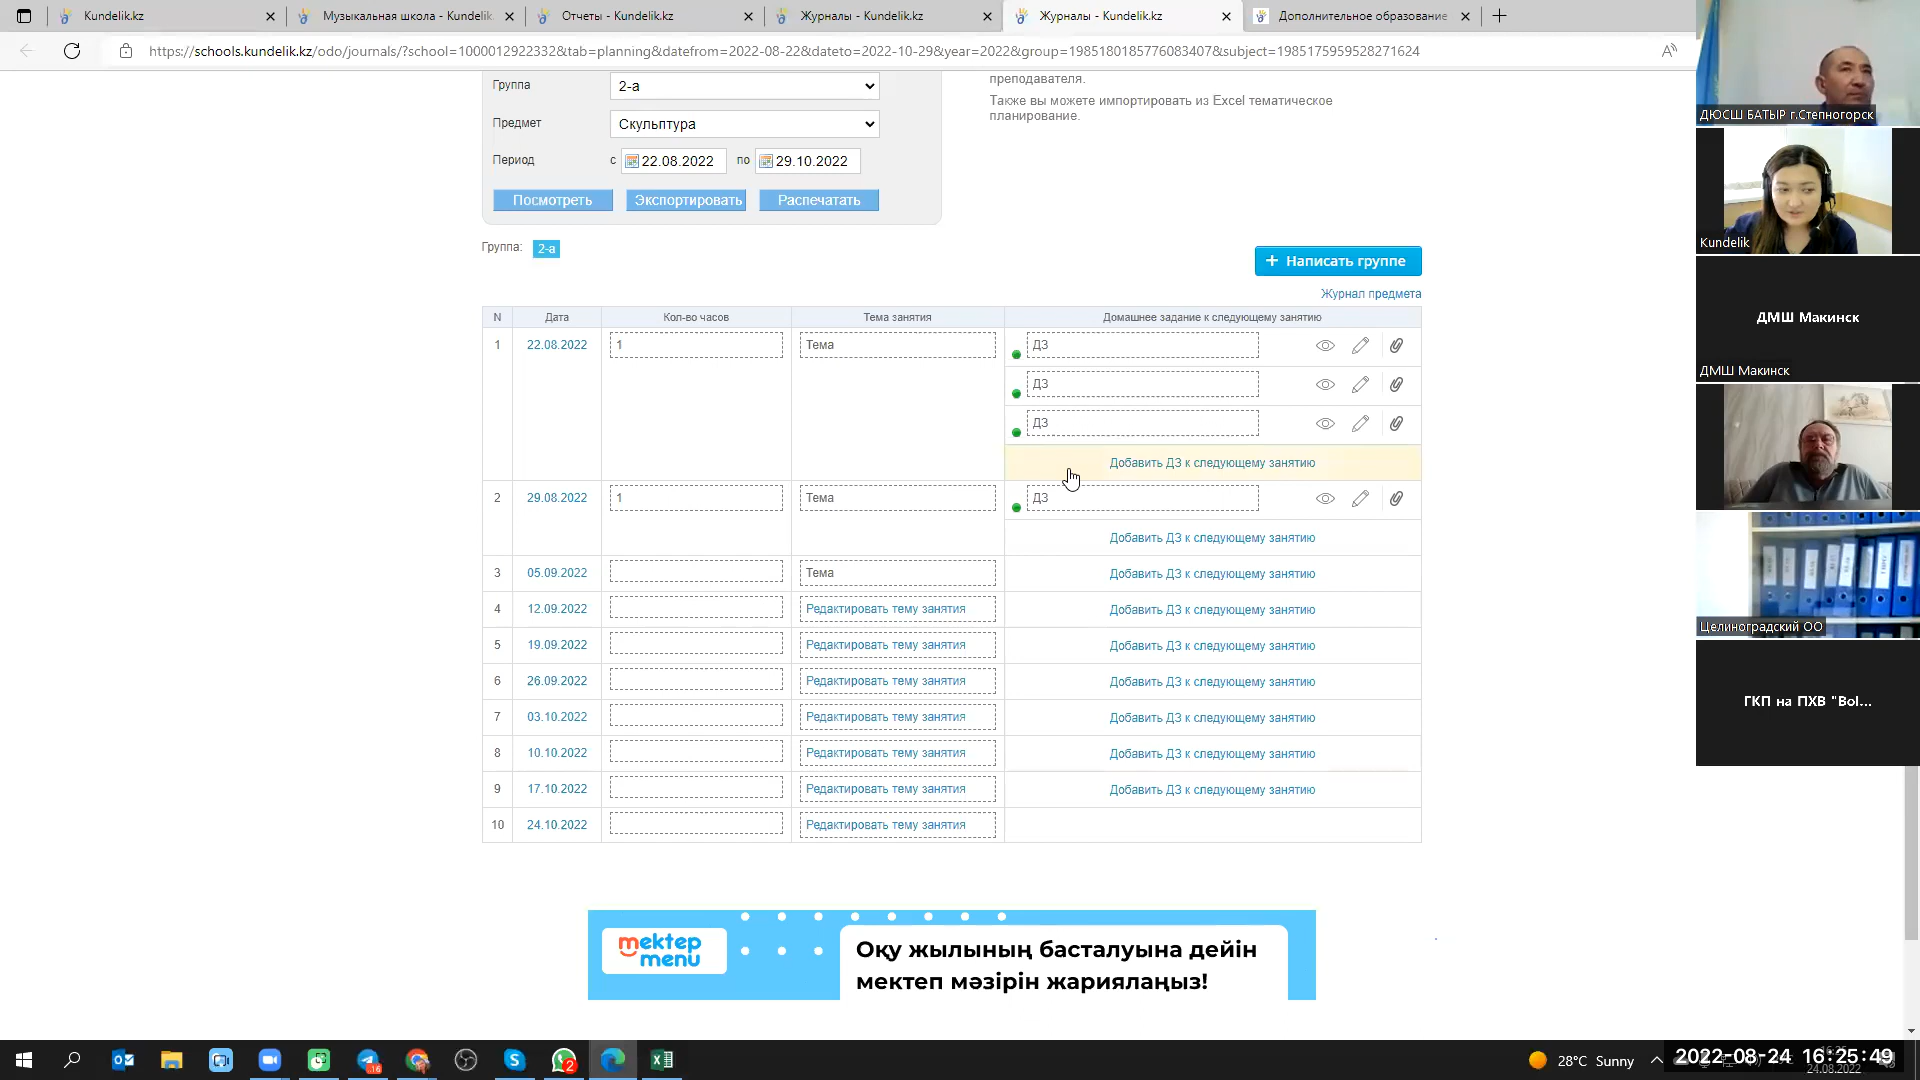 Kundelik.kz
Музыкальная школа - Kundelik.
Отчеты - Kundelik.kz
Журналы - Kundelik.kz
Журналы - Kundelik.kz
Дополнительное образование
https://schools.kundelik.kz/odo/journals/?school=1000012922332&tab=planning&datefrom=2022-08-22&dateto=2022-10-29&year=2022&group=1985180185776083407&subject=1985175959528271624
Группа
2-а
Предмет
Скульптура
Период
с 22.08.2022 по 29.10.2022
Посмотреть
Экспортировать
Распечатать
преподавателя.
Также вы можете импортировать из Excel тематическое
планирование.
Группа: 2-а
+ Написать группе
Журнал предмета
N Дата Кол-во часов Тема занятия Домашнее задание к следующему занятию
1 22.08.2022 1 Тема ДЗ
ДЗ
ДЗ
Добавить ДЗ к следующему занятию
2 29.08.2022 1 Тема ДЗ
Добавить ДЗ к следующему занятию
3 05.09.2022 Тема Добавить ДЗ к следующему занятию
4 12.09.2022 Редактировать тему занятия Добавить ДЗ к следующему занятию
5 19.09.2022 Редактировать тему занятия Добавить ДЗ к следующему занятию
6 26.09.2022 Редактировать тему занятия Добавить ДЗ к следующему занятию
7 03.10.2022 Редактировать тему занятия Добавить ДЗ к следующему занятию
8 10.10.2022 Редактировать тему занятия Добавить ДЗ к следующему занятию
9 17.10.2022 Редактировать тему занятия Добавить ДЗ к следующему занятию
10 24.10.2022 Редактировать тему занятия
mektep
menu
Оқу жылының басталуына дейін
мектеп мәзірін жариялаңыз!
ДЮСШ БАТЫР г.Степногорск
Kundelik
ДМШ Макинск
ДМШ Макинск
Целиноградский ОО
ГКП на ПХВ "Bol...
28°C Sunny
2022-08-24 16:25:49
24.08.2022